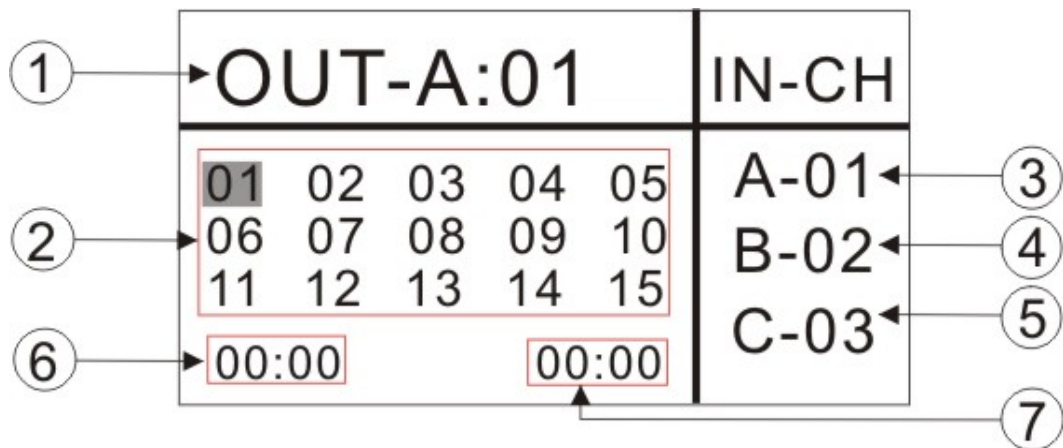 ① OUT-A:01 IN-CH
01 02 03 04 05 A-01 ③
② 06 07 08 09 10 B-02 ④
11 12 13 14 15 C-03 ⑤
⑥ 00:00 00:00
⑦